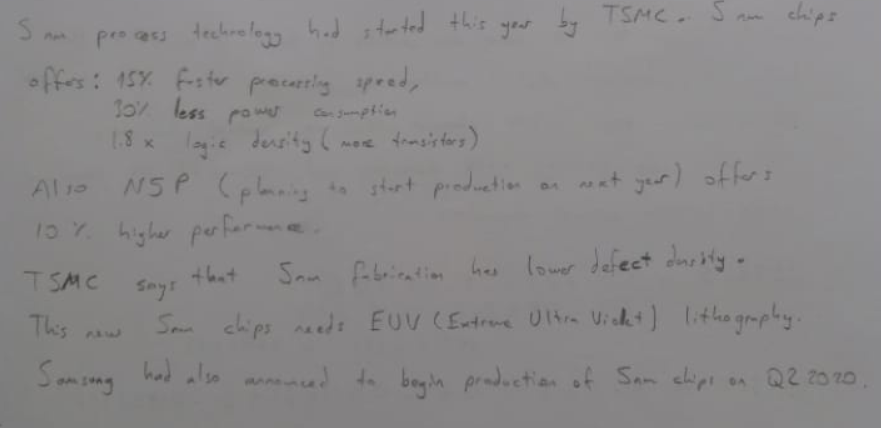 5 nm process technology had started this year by TSMC. 5 nm chips
offers: 15% faster processing speed,
30% less power consumption
1.8 x logic density (more transistors)
Also N5P (planning to start production on next year) offers
10 % higher performance.
TSMC says that 5nm fabrication has lower defect density.
This new 5nm chips needs EUV (Extreme Ultra Violet) lithography.
Samsung had also announced to begin production of 5nm chips on Q2 2020.